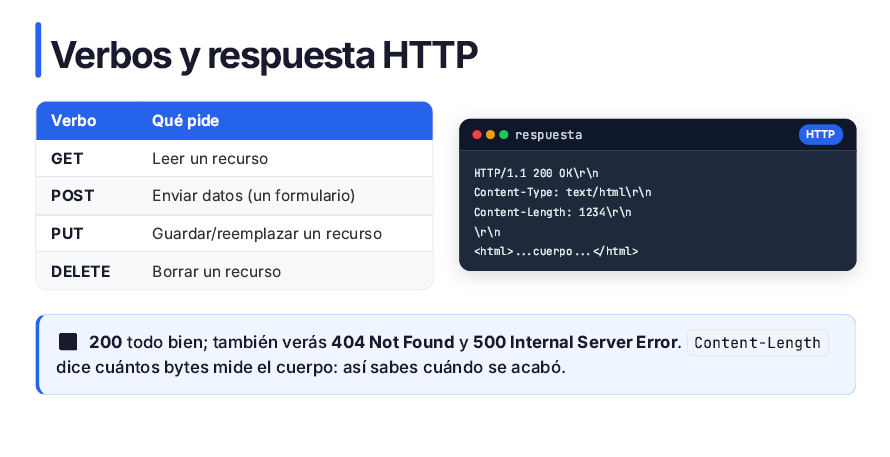 Verbos y respuesta HTTP
Verbo Qué pide
GET Leer un recurso
POST Enviar datos (un formulario)
PUT Guardar/reemplazar un recurso
DELETE Borrar un recurso
respuesta HTTP
HTTP/1.1 200 OK\r\n
Content-Type: text/html\r\n
Content-Length: 1234\r\n
\r\n
<html>...cuerpo...</html>
200 todo bien; también verás 404 Not Found y 500 Internal Server Error. Content-Length
dice cuántos bytes mide el cuerpo: así sabes cuándo se acabó.